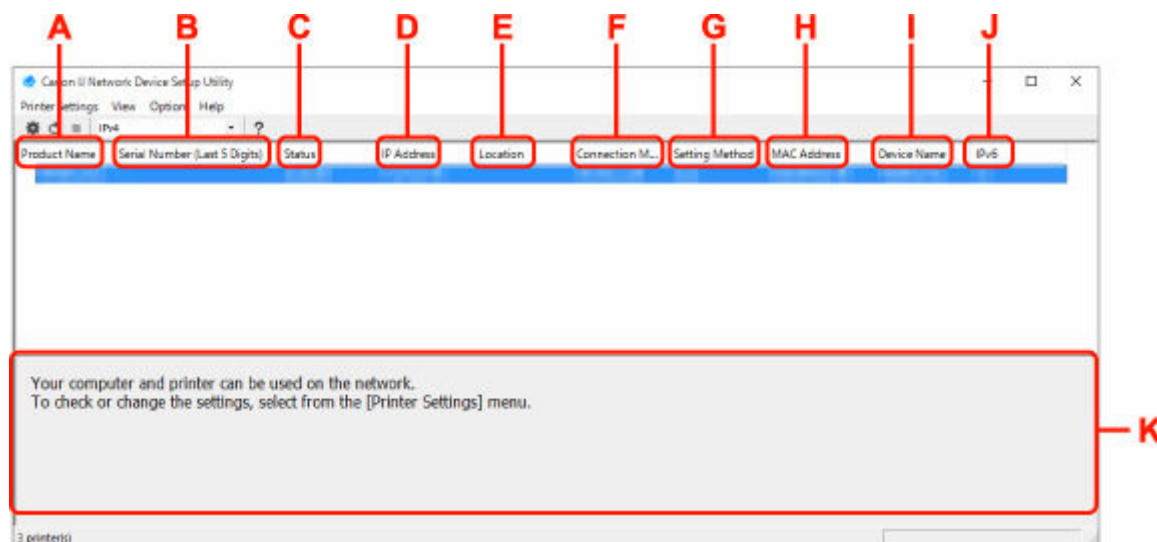 A B C D E F G H I J
Canon IJ Network Device Setup Utility
Printer Settings View Option Help
IPv4 ?
Product Name Serial Number (Last 5 Digits) Status IP Address Location Connection M... Setting Method MAC Address Device Name IPv6
Your computer and printer can be used on the network.
To check or change the settings, select from the [Printer Settings] menu.
K
3 printer(s)